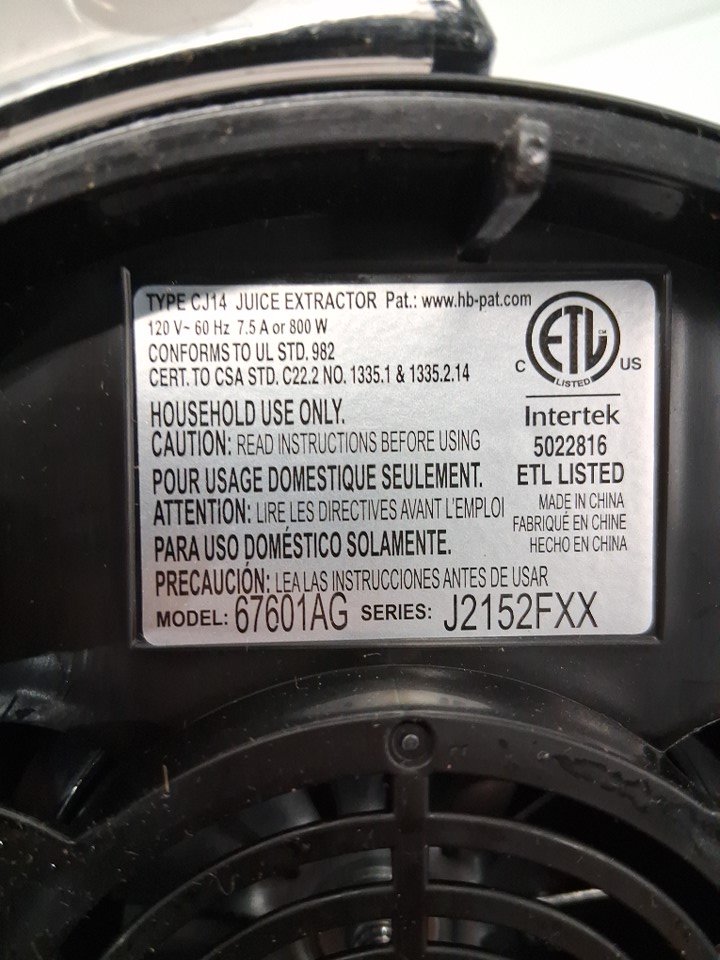 TYPE CJ14 JUICE EXTRACTOR Pat.: www.hb-pat.com
120 V~ 60 Hz 7.5 A or 800 W
CONFORMS TO UL STD. 982
CERT. TO CSA STD. C22.2 NO. 1335.1 & 1335.2.14
HOUSEHOLD USE ONLY.
CAUTION: READ INSTRUCTIONS BEFORE USING
POUR USAGE DOMESTIQUE SEULEMENT.
ATTENTION: LIRE LES DIRECTIVES AVANT L'EMPLOI
PARA USO DOMÉSTICO SOLAMENTE.
PRECAUCIÓN: LEA LAS INSTRUCCIONES ANTES DE USAR
MODEL: 67601AG SERIES: J2152FXX
ETL CM
C US
LISTED
Intertek
5022816
ETL LISTED
MADE IN CHINA
FABRIQUÉ EN CHINE
HECHO EN CHINA